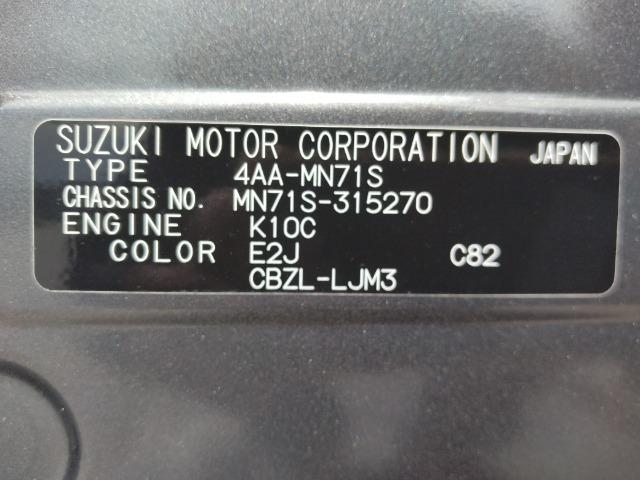 SUZUKI MOTOR CORPORATION JAPAN
TYPE 4AA-MN71S
CHASSIS NO. MN71S-315270
ENGINE K10C
COLOR E2J C82
CBZL-LJM3